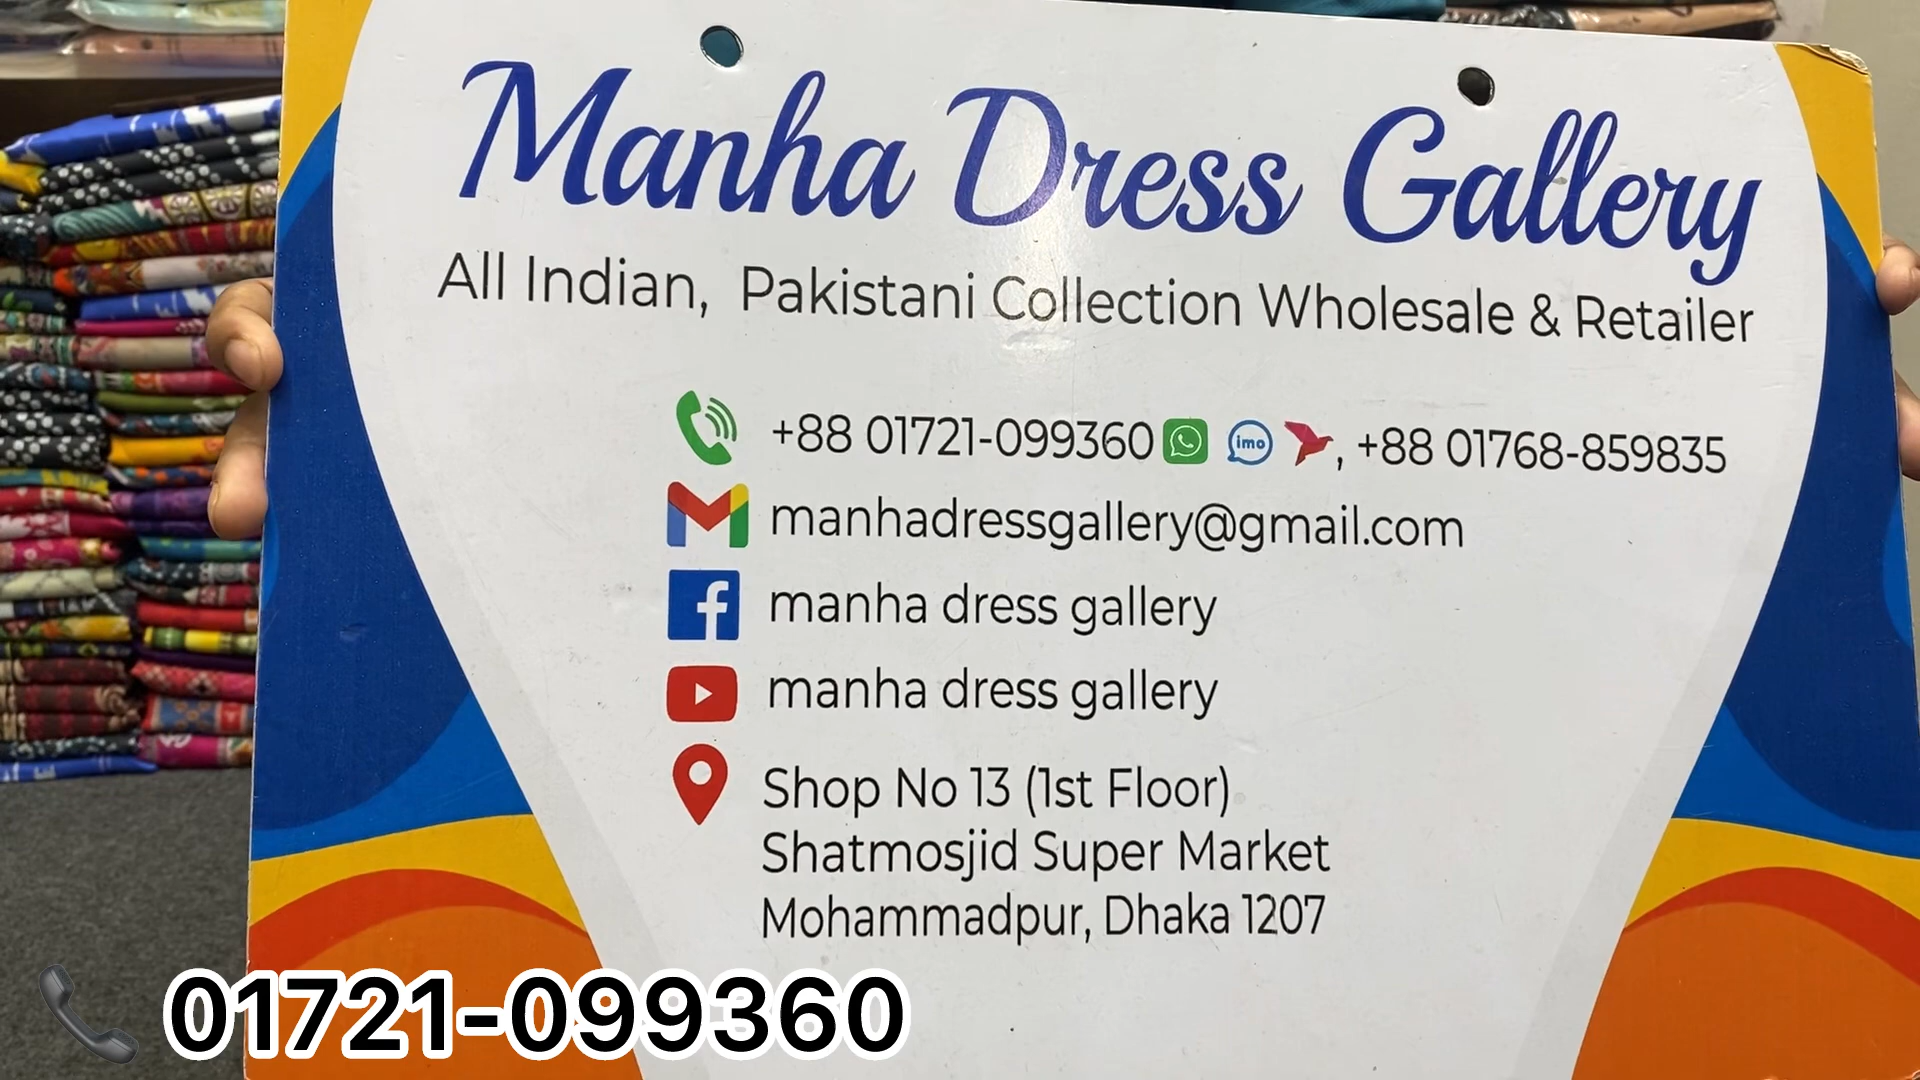 Manha Dress Gallery
All Indian, Pakistani Collection Wholesale & Retailer
+88 01721-099360 imo, +88 01768-859835
manhadressgallery@gmail.com
manha dress gallery
manha dress gallery
Shop No 13 (1st Floor)
Shatmosjid Super Market
Mohammadpur, Dhaka 1207
01721-099360